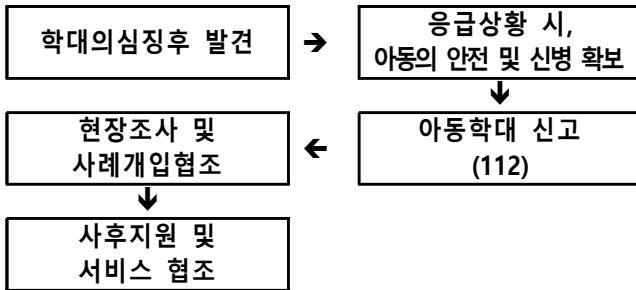 학대의심징후 발견
➔
응급상황 시,
아동의 안전 및 신병 확보
아동학대 신고
(112)
현장조사 및
사례개입협조
사후지원 및
서비스 협조